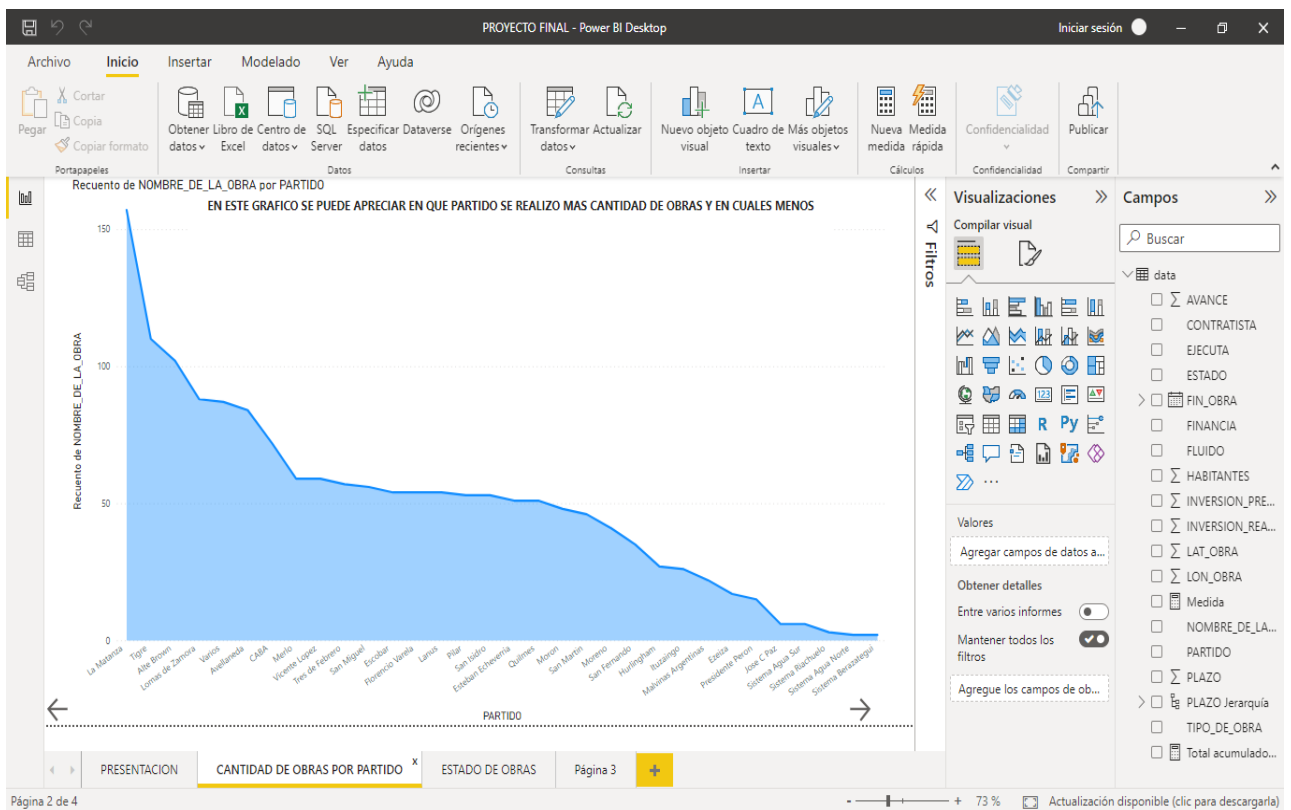 PROYECTO FINAL - Power BI Desktop
Iniciar sesión
Archivo Inicio Insertar Modelado Ver Ayuda
Pegar
Cortar
Copia
Copiar formato
Portapapeles
Obtener datos
Libro de Excel
Centro de datos
SQL Server
Especificar datos
Dataverse
Orígenes recientes
Datos
Transformar datos
Actualizar
Consultas
Nuevo objeto visual
Cuadro de texto
Más objetos visuales
Insertar
Nueva medida
Medida rápida
Cálculos
Confidencialidad
Confidencialidad
Publicar
Compartir
Recuento de NOMBRE_DE_LA_OBRA por PARTIDO
EN ESTE GRAFICO SE PUEDE APRECIAR EN QUE PARTIDO SE REALIZO MAS CANTIDAD DE OBRAS Y EN CUALES MENOS
Recuento de NOMBRE_DE_LA_OBRA
150
100
50
0
La Matanza
Tigre
Alte Brown
Lomas de Zamora
Varios
Avellaneda
CABA
Merlo
Vicente Lopez
Tres de Febrero
San Miguel
Escobar
Florencio Varela
Lanus
Pilar
San Isidro
Esteban Echeverria
Quilmes
Moron
San Martin
Moreno
San Fernando
Hurlingham
Ituzaingo
Malvinas Argentinas
Ezeiza
Presidente Peron
Jose C Paz
Sistema Agua Sur
Sistema Riachuelo
Sistema Agua Norte
Sistema Berazategui
PARTIDO
Filtros
Visualizaciones
Compilar visual
123
R
Py
...
Valores
Agregar campos de datos a...
Obtener detalles
Entre varios informes
Mantener todos los filtros
Agregue los campos de ob...
Campos
Buscar
data
AVANCE
CONTRATISTA
EJECUTA
ESTADO
FIN_OBRA
FINANCIA
FLUIDO
HABITANTES
INVERSION_PRE...
INVERSION_REA...
LAT_OBRA
LON_OBRA
Medida
NOMBRE_DE_LA...
PARTIDO
PLAZO
PLAZO Jerarquía
TIPO_DE_OBRA
Total acumulado...
PRESENTACION
CANTIDAD DE OBRAS POR PARTIDO x
ESTADO DE OBRAS
Página 3
+
Página 2 de 4
- + 73 %
Actualización disponible (clic para descargarla)